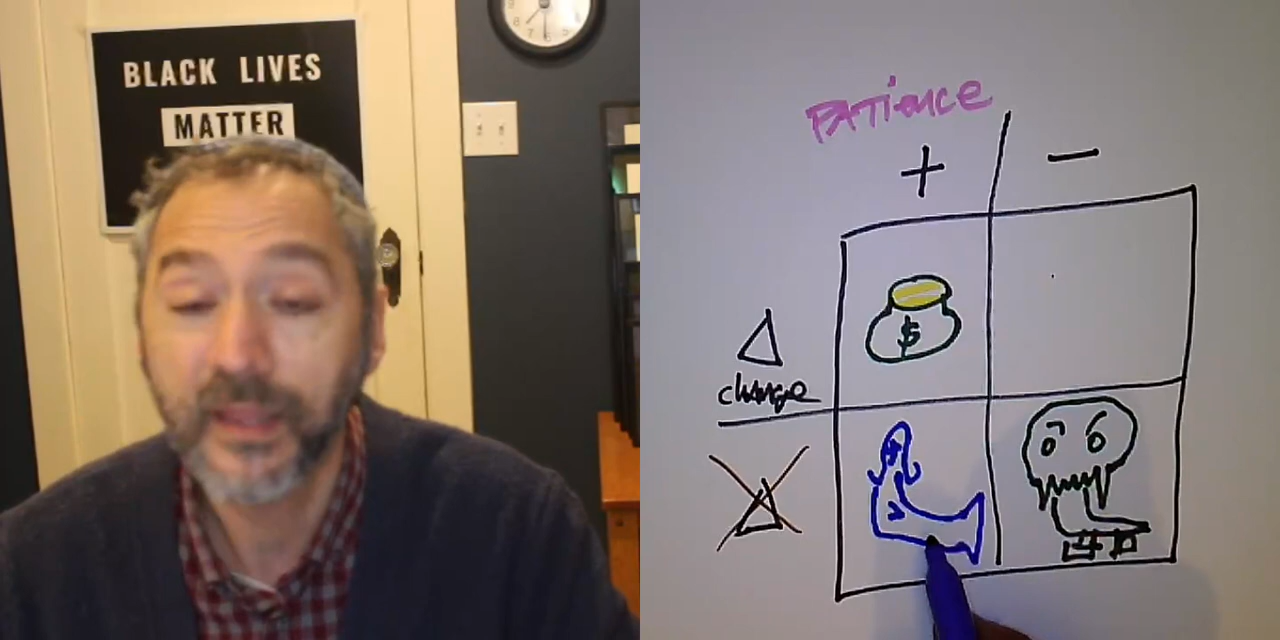 BLACK LIVES
MATTER
PATience
+ −
$
Δ
change
Δ